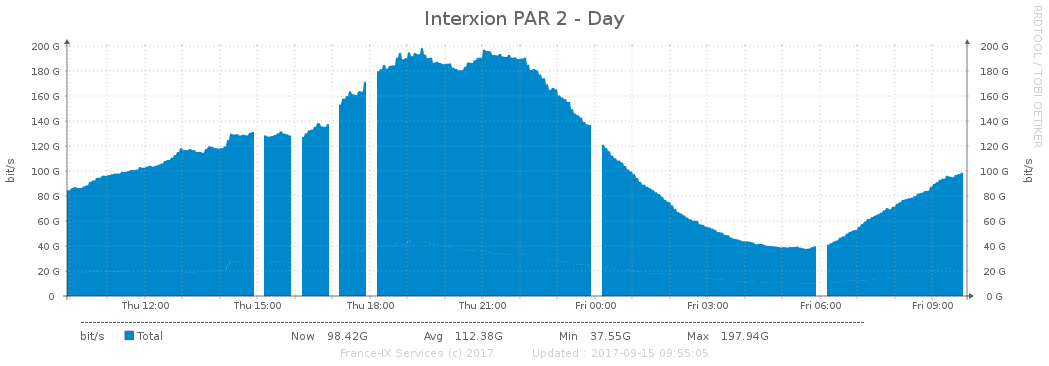 Interxion PAR 2 - Day
RRDTOOL / TOBI OETIKER
bit/s
bit/s
200 G
200 G
180 G
180 G
160 G
160 G
140 G
140 G
120 G
120 G
100 G
100 G
80 G
80 G
60 G
60 G
40 G
40 G
20 G
20 G
0
0 G
Thu 12:00 Thu 15:00 Thu 18:00 Thu 21:00 Fri 00:00 Fri 03:00 Fri 06:00 Fri 09:00
bit/s Total Now 98.42G Avg 112.38G Min 37.55G Max 197.94G
France-IX Services (c) 2017 Updated : 2017-09-15 09:55:05